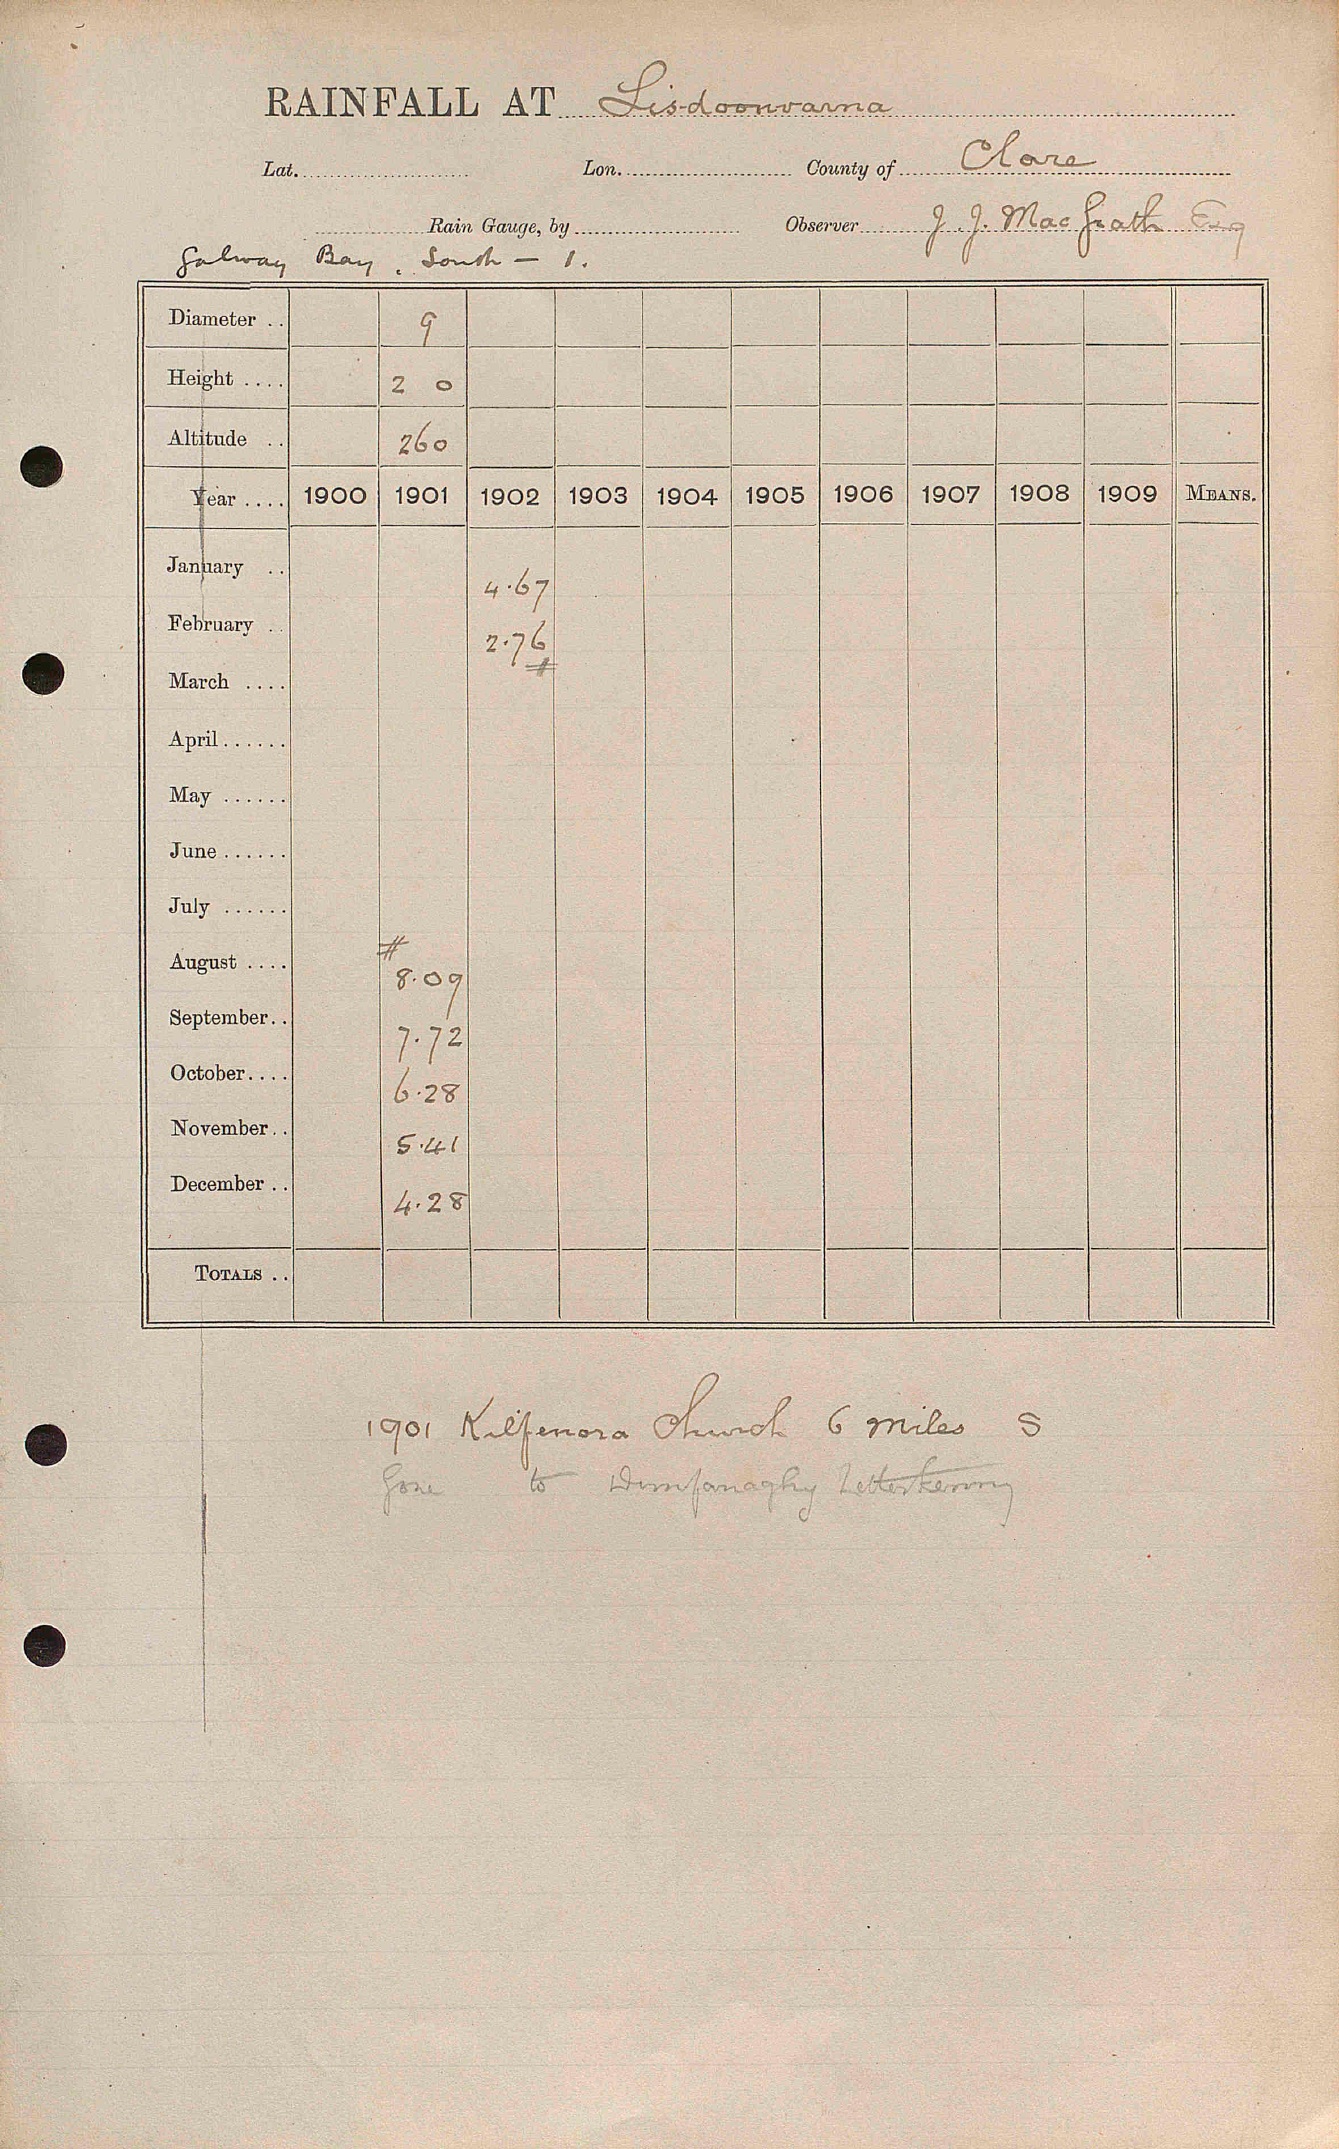 RAINFALL AT Lisdoonvarna
Lat. Lon. County of Clare
Rain Gauge, by Observer J. J. MacGrath Esq
Galway Bay, South — 1.
Diameter .. 9
Height .... 2 0
Altitude .. 260
Year .... 1900 1901 1902 1903 1904 1905 1906 1907 1908 1909 MEANS.
January .. 4.67
February .. 2.76
#
March ....
April ......
May ......
June ......
July ......
#
August .... 8.09
September.. 7.72
October.... 6.28
November.. 5.41
December .. 4.28
TOTALS ..
1901 Kilfenora Church 6 miles S
Gone to Dunfanaghy Letterkenny